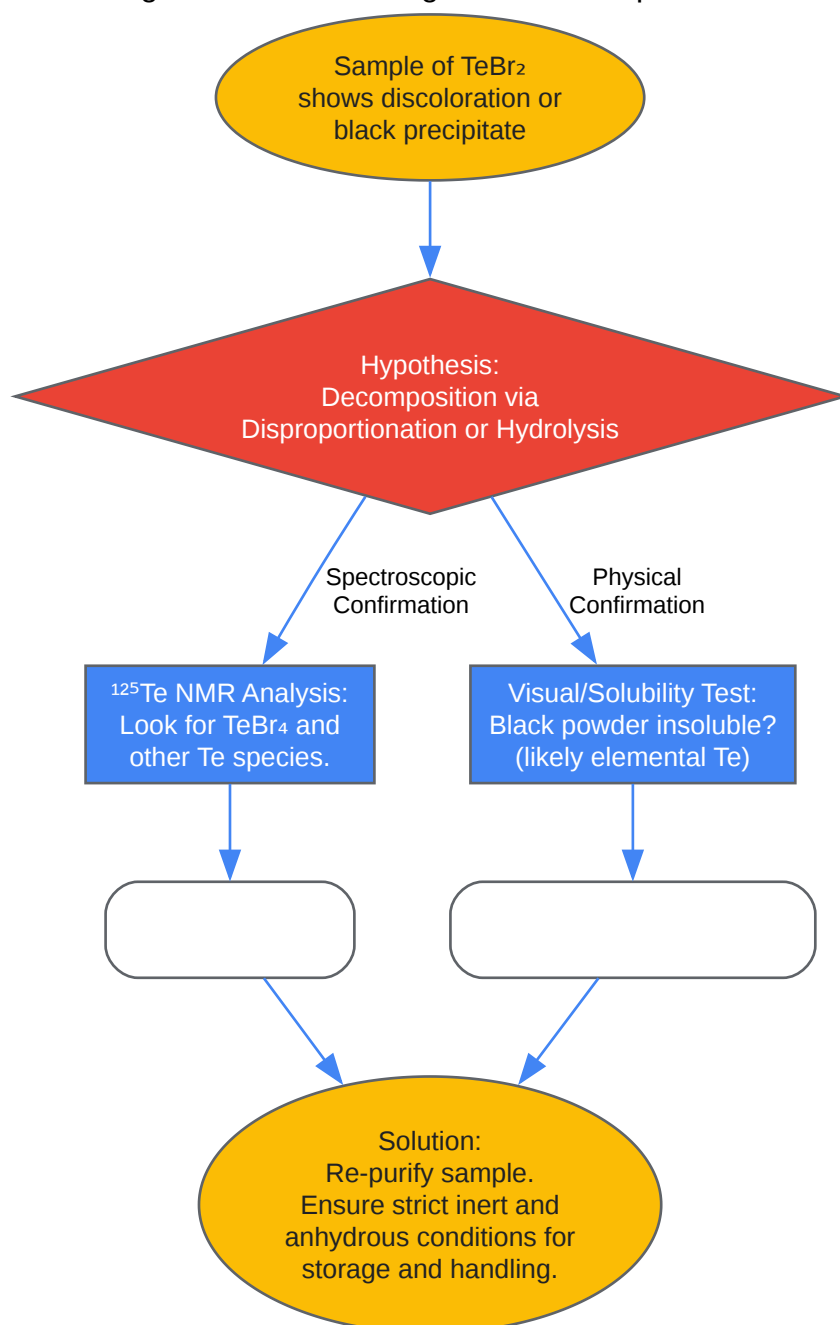 Sample of TeBr₂
shows discoloration or
black precipitate
Hypothesis:
Decomposition via
Disproportionation or Hydrolysis
Spectroscopic
Confirmation
Physical
Confirmation
¹²⁵Te NMR Analysis:
Look for TeBr₄ and
other Te species.
Visual/Solubility Test:
Black powder insoluble?
(likely elemental Te)
Solution:
Re-purify sample.
Ensure strict inert and
anhydrous conditions for
storage and handling.